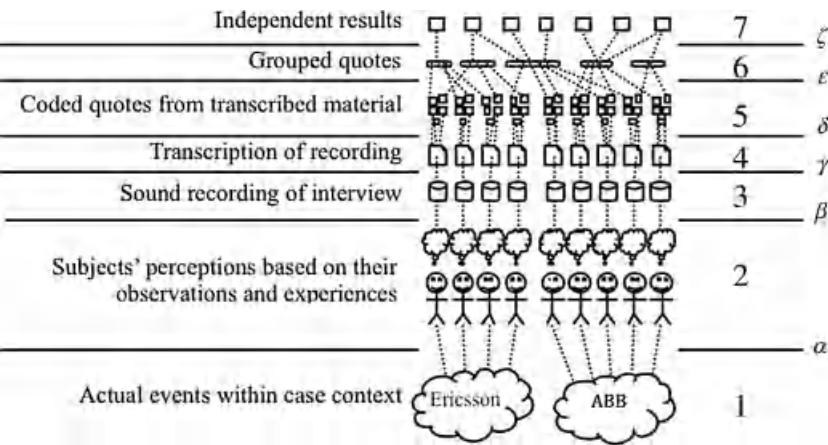 Independent results 7 ζ
Grouped quotes 6 ε
Coded quotes from transcribed material 5 δ
Transcription of recording 4 γ
Sound recording of interview 3 β
Subjects’ perceptions based on their
observations and experiences 2
α
Actual events within case context Ericsson ABB 1